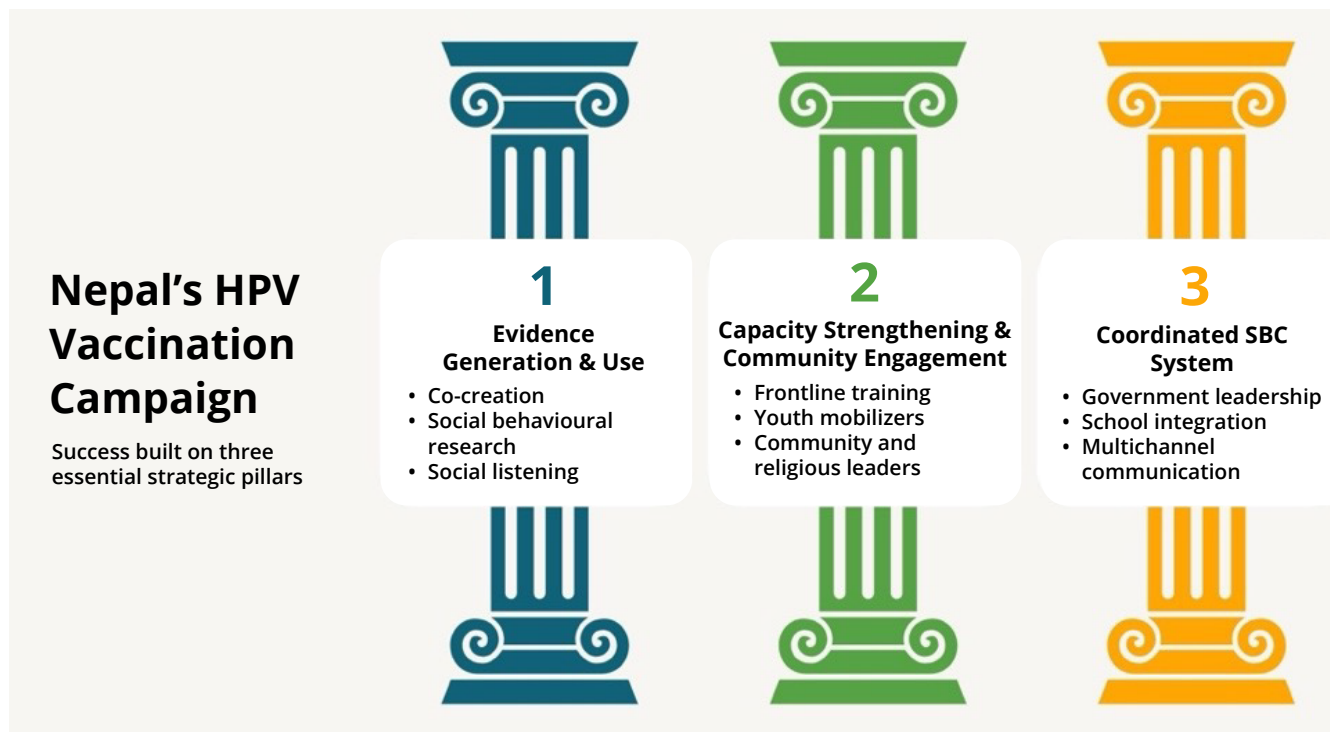 Nepal’s HPV
Vaccination
Campaign
Success built on three
essential strategic pillars
1
Evidence
Generation & Use
• Co-creation
• Social behavioural
research
• Social listening
2
Capacity Strengthening &
Community Engagement
• Frontline training
• Youth mobilizers
• Community and
religious leaders
3
Coordinated SBC
System
• Government leadership
• School integration
• Multichannel
communication